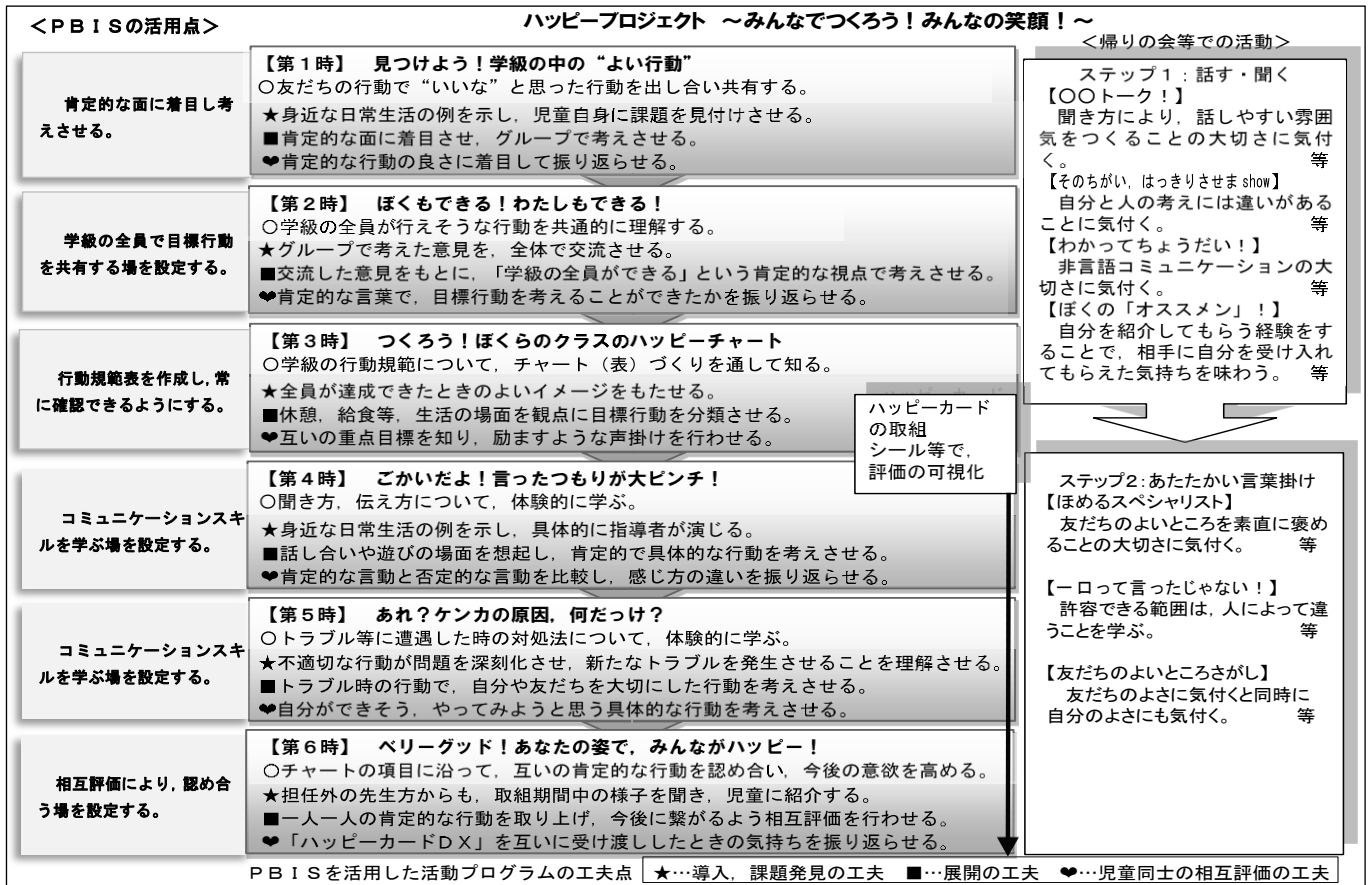 ハッピープロジェクト ～みんなでつくろう！みんなの笑顔！～
＜ＰＢＩＳの活用点＞
肯定的な面に着目し考
えさせる。
【第１時】 見つけよう！学級の中の“よい行動”
○友だちの行動で“いいな”と思った行動を出し合い共有する。
★身近な日常生活の例を示し，児童自身に課題を見付けさせる。
■肯定的な面に着目させ，グループで考えさせる。
❤肯定的な行動の良さに着目して振り返らせる。
学級の全員で目標行動
を共有する場を設定する。
【第２時】 ぼくもできる！わたしもできる！
○学級の全員が行えそうな行動を共通的に理解する。
★グループで考えた意見を，全体で交流させる。
■交流した意見をもとに，「学級の全員ができる」という肯定的な視点で考えさせる。
❤肯定的な言葉で，目標行動を考えることができたかを振り返らせる。
行動規範表を作成し，常
に確認できるようにする。
【第３時】 つくろう！ぼくらのクラスのハッピーチャート
○学級の行動規範について，チャート（表）づくりを通して知る。
★全員が達成できたときのよいイメージをもたせる。
■休憩，給食等，生活の場面を観点に目標行動を分類させる。
❤互いの重点目標を知り，励ますような声掛けを行わせる。
ハッピーカード
の取組
シール等で，
評価の可視化
コミュニケーションスキ
ルを学ぶ場を設定する。
【第４時】 ごかいだよ！言ったつもりが大ピンチ！
○聞き方，伝え方について，体験的に学ぶ。
★身近な日常生活の例を示し，具体的に指導者が演じる。
■話し合いや遊びの場面を想起し，肯定的で具体的な行動を考えさせる。
❤肯定的な言動と否定的な言動を比較し，感じ方の違いを振り返らせる。
コミュニケーションスキ
ルを学ぶ場を設定する。
【第５時】 あれ？ケンカの原因，何だっけ？
○トラブル等に遭遇した時の対処法について，体験的に学ぶ。
★不適切な行動が問題を深刻化させ，新たなトラブルを発生させることを理解させる。
■トラブル時の行動で，自分や友だちを大切にした行動を考えさせる。
❤自分ができそう，やってみようと思う具体的な行動を考えさせる。
相互評価により，認め合
う場を設定する。
【第６時】 ベリーグッド！あなたの姿で，みんながハッピー！
○チャートの項目に沿って，互いの肯定的な行動を認め合い，今後の意欲を高める。
★担任外の先生方からも，取組期間中の様子を聞き，児童に紹介する。
■一人一人の肯定的な行動を取り上げ，今後に繋がるよう相互評価を行わせる。
❤「ハッピーカードＤＸ」を互いに受け渡ししたときの気持ちを振り返らせる。
＜帰りの会等での活動＞
ステップ１：話す・聞く
【〇〇トーク！】
聞き方により，話しやすい雰囲
気をつくることの大切さに気付
く。 等
【そのちがい，はっきりさせま show】
自分と人の考えには違いがある
ことに気付く。 等
【わかってちょうだい！】
非言語コミュニケーションの大
切さに気付く。 等
【ぼくの「オススメン」！】
自分を紹介してもらう経験をす
ることで，相手に自分を受け入れ
てもらえた気持ちを味わう。 等
ステップ２：あたたかい言葉掛け
【ほめるスペシャリスト】
友だちのよいところを素直に褒め
ることの大切さに気付く。 等
【一口って言ったじゃない！】
許容できる範囲は，人によって違
うことを学ぶ。 等
【友だちのよいところさがし】
友だちのよさに気付くと同時に
自分のよさにも気付く。 等
ＰＢＩＳを活用した活動プログラムの工夫点 ★…導入，課題発見の工夫 ■…展開の工夫 ❤…児童同士の相互評価の工夫